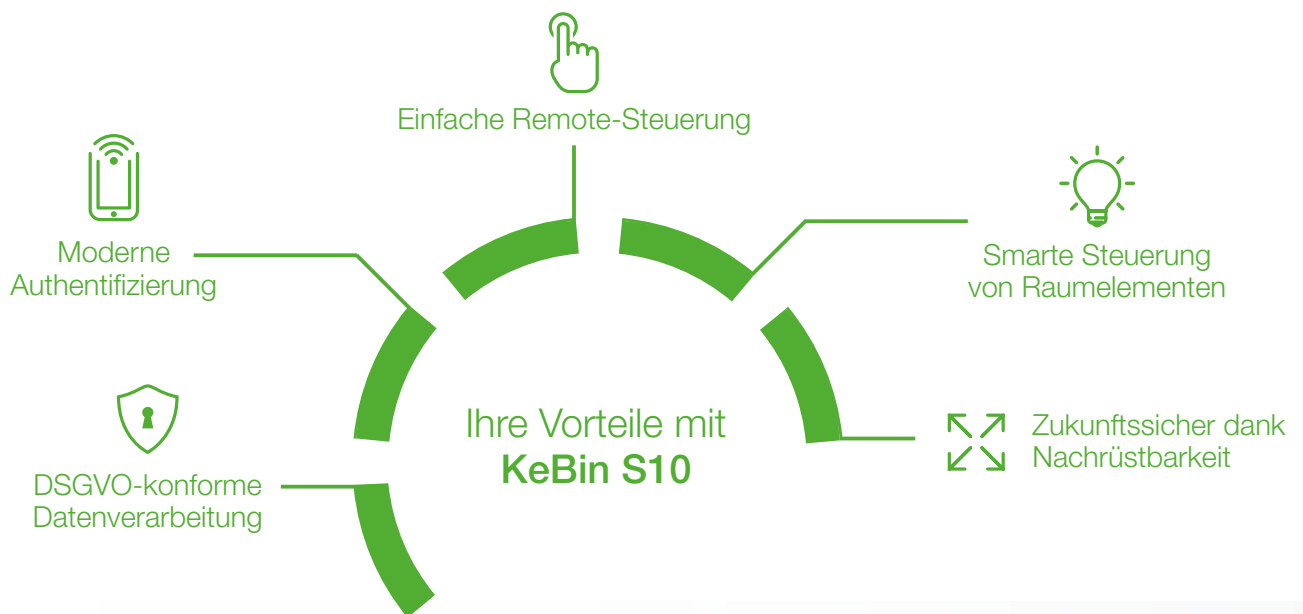 Einfache Remote-Steuerung
Moderne
Authentifizierung
Smarte Steuerung
von Raumelementen
Ihre Vorteile mit
KeBin S10
Zukunftssicher dank
Nachrüstbarkeit
DSGVO-konforme
Datenverarbeitung